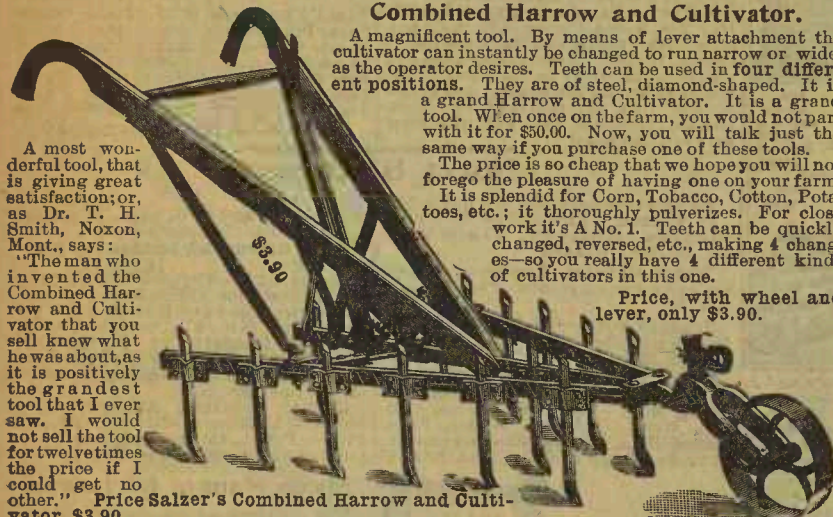 Combined Harrow and Cultivator.
A magnificent tool. By means of lever attachment th
cultivator can instantly be changed to run narrow or wide
as the operator desires. Teeth can be used in four differ
ent positions. They are of steel, diamond-shaped. It i
a grand Harrow and Cultivator. It is a gran
tool. When once on the farm, you would not par
with it for $50.00. Now, you will talk just th
same way if you purchase one of these tools.
The price is so cheap that we hope you will no
forego the pleasure of having one on your farm
It is splendid for Corn, Tobacco, Cotton, Pota
toes, etc.; it thoroughly pulverizes. For clos
work it's A No. 1. Teeth can be quickl
changed, reversed, etc., making 4 chang
es—so you really have 4 different kind
of cultivators in this one.
Price, with wheel an
lever, only $3.90.
A most won-
derful tool, that
is giving great
satisfaction; or,
as Dr. T. H.
Smith, Noxon,
Mont., says:
"The man who
invented the
Combined Har-
row and Culti-
vator that you
sell knew what
he was about, as
it is positively
the grandest
tool that I ever
saw. I would
not sell the tool
for twelve times
the price if I
could get no
other." Price Salzer's Combined Harrow and Culti-
vator, $3.90
$3.90